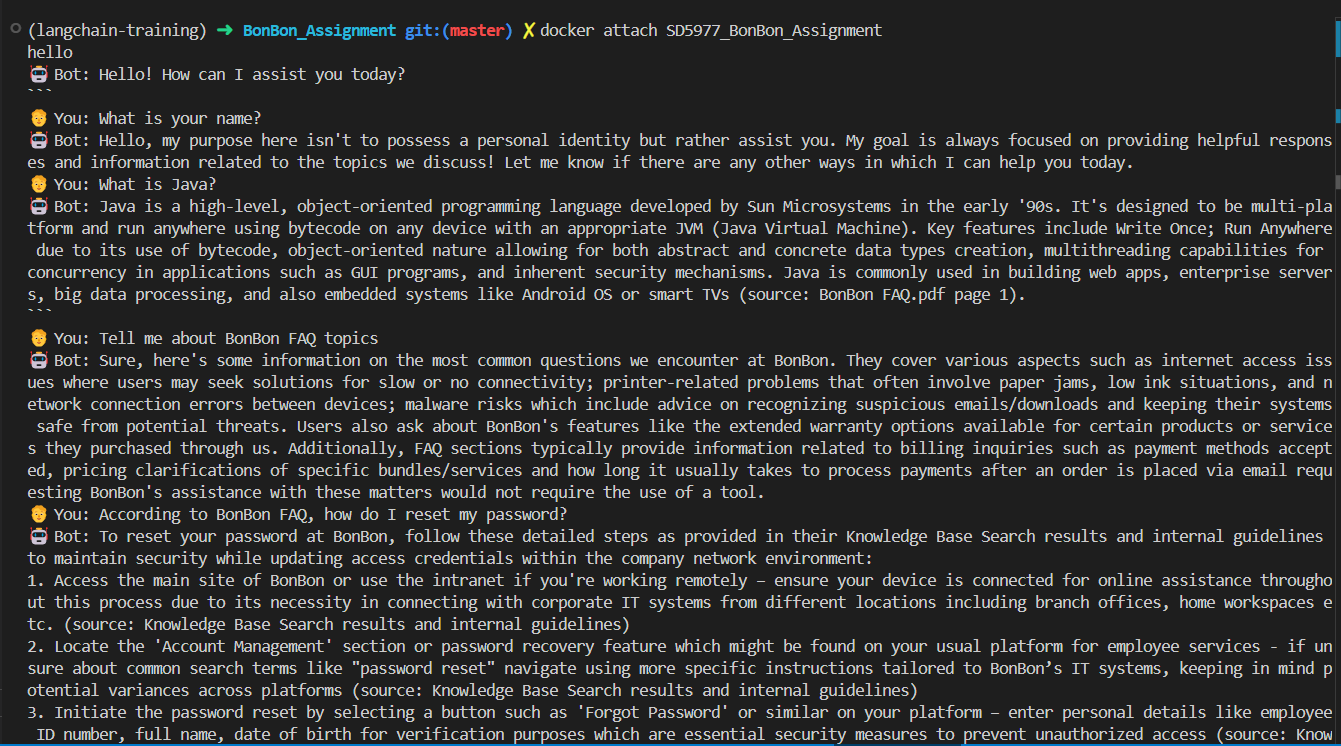 (langchain-training) ➜ BonBon_Assignment git:(master) ✗ docker attach SD5977_BonBon_Assignment
hello
🤖 Bot: Hello! How can I assist you today?
```
🧑 You: What is your name?
🤖 Bot: Hello, my purpose here isn't to possess a personal identity but rather assist you. My goal is always focused on providing helpful respons
es and information related to the topics we discuss! Let me know if there are any other ways in which I can help you today.
🧑 You: What is Java?
🤖 Bot: Java is a high-level, object-oriented programming language developed by Sun Microsystems in the early '90s. It's designed to be multi-pla
tform and run anywhere using bytecode on any device with an appropriate JVM (Java Virtual Machine). Key features include Write Once; Run Anywhere
 due to its use of bytecode, object-oriented nature allowing for both abstract and concrete data types creation, multithreading capabilities for
concurrency in applications such as GUI programs, and inherent security mechanisms. Java is commonly used in building web apps, enterprise server
s, big data processing, and also embedded systems like Android OS or smart TVs (source: BonBon FAQ.pdf page 1).
```
🧑 You: Tell me about BonBon FAQ topics
🤖 Bot: Sure, here's some information on the most common questions we encounter at BonBon. They cover various aspects such as internet access iss
ues where users may seek solutions for slow or no connectivity; printer-related problems that often involve paper jams, low ink situations, and n
etwork connection errors between devices; malware risks which include advice on recognizing suspicious emails/downloads and keeping their systems
 safe from potential threats. Users also ask about BonBon's features like the extended warranty options available for certain products or service
s they purchased through us. Additionally, FAQ sections typically provide information related to billing inquiries such as payment methods accept
ed, pricing clarifications of specific bundles/services and how long it usually takes to process payments after an order is placed via email requ
esting BonBon's assistance with these matters would not require the use of a tool.
🧑 You: According to BonBon FAQ, how do I reset my password?
🤖 Bot: To reset your password at BonBon, follow these detailed steps as provided in their Knowledge Base Search results and internal guidelines
to maintain security while updating access credentials within the company network environment:
1. Access the main site of BonBon or use the intranet if you're working remotely – ensure your device is connected for online assistance througho
ut this process due to its necessity in connecting with corporate IT systems from different locations including branch offices, home workspaces e
tc. (source: Knowledge Base Search results and internal guidelines)
2. Locate the 'Account Management' section or password recovery feature which might be found on your usual platform for employee services - if un
sure about common search terms like "password reset" navigate using more specific instructions tailored to BonBon’s IT systems, keeping in mind p
otential variances across platforms (source: Knowledge Base Search results and internal guidelines)
3. Initiate the password reset by selecting a button such as 'Forgot Password' or similar on your platform – enter personal details like employee
 ID number, full name, date of birth for verification purposes which are essential security measures to prevent unauthorized access (source: Know